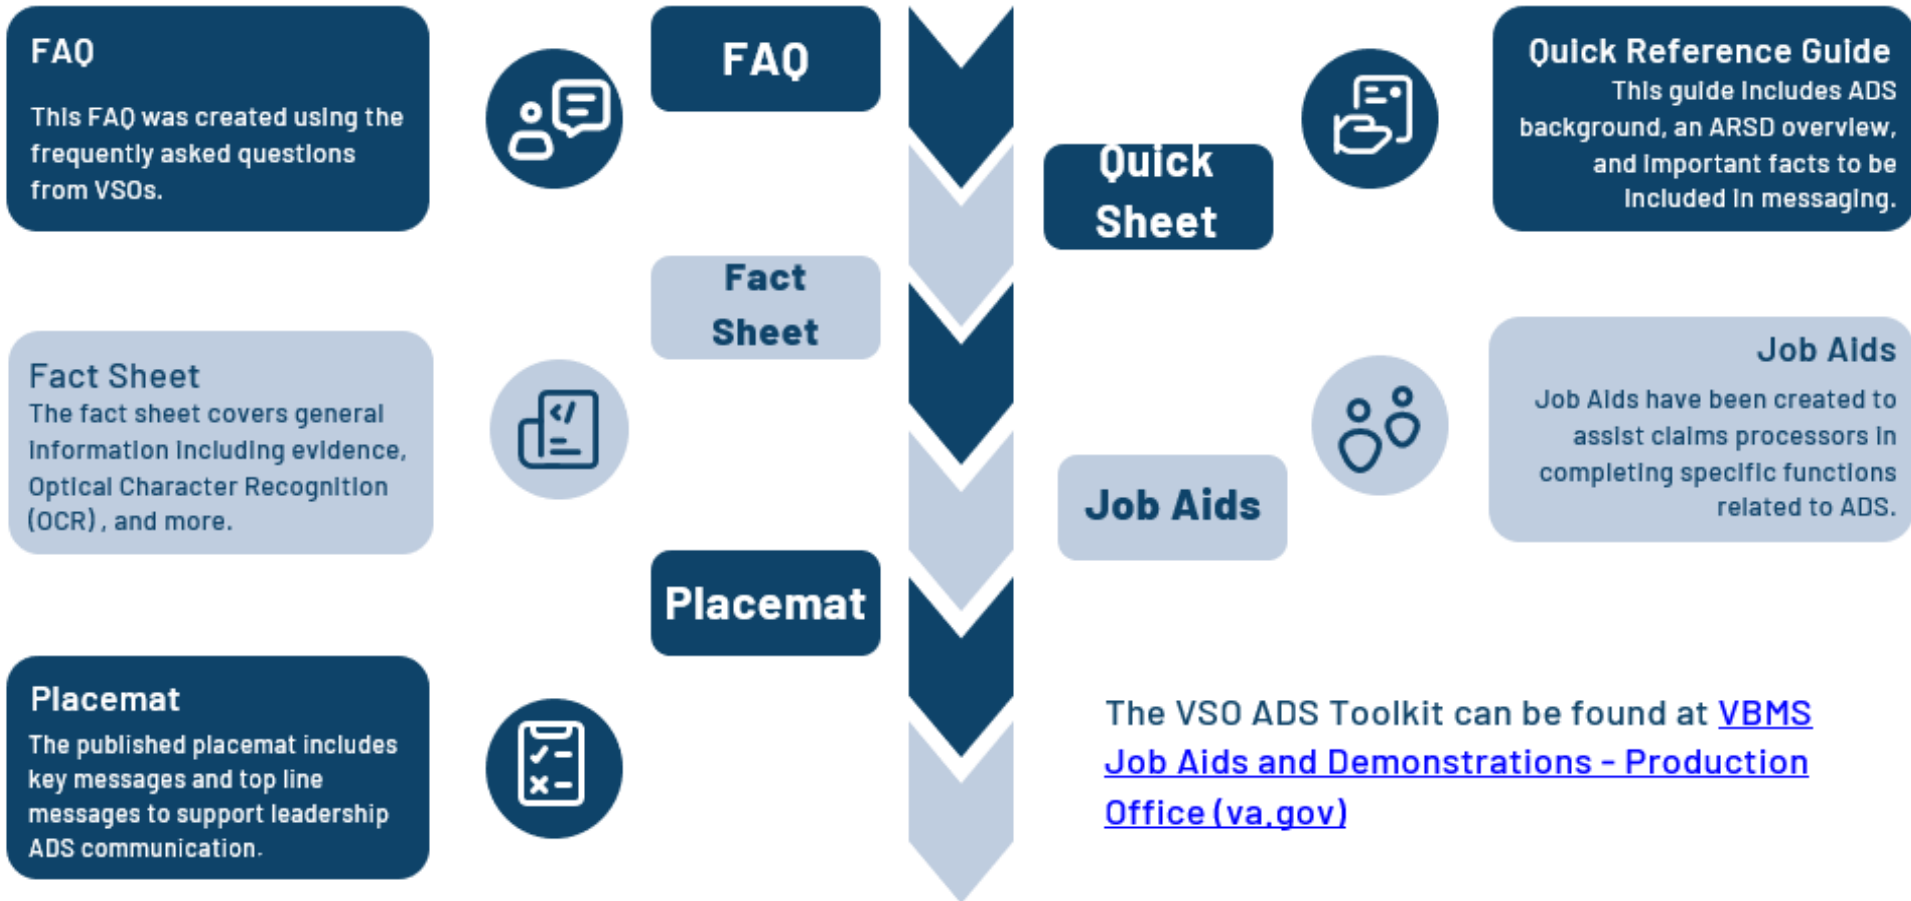 FAQ
This FAQ was created using the
frequently asked questions
from VSOs.
FAQ
Quick Reference Guide
This guide includes ADS
background, an ARSD overview,
and important facts to be
included in messaging.
Quick
Sheet
Fact
Sheet
Fact Sheet
The fact sheet covers general
information including evidence,
Optical Character Recognition
(OCR) , and more.
</>
Job Aids
Job Aids have been created to
assist claims processors in
completing specific functions
related to ADS.
Job Aids
Placemat
Placemat
The published placemat includes
key messages and top line
messages to support leadership
ADS communication.
The VSO ADS Toolkit can be found at VBMS
Job Aids and Demonstrations - Production
Office (va.gov)